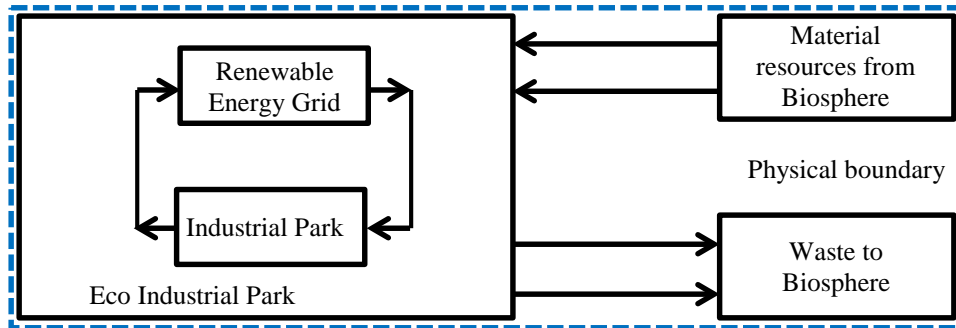 Renewable
Energy Grid
Industrial Park
Eco Industrial Park
Material
resources from
Biosphere
Physical boundary
Waste to
Biosphere